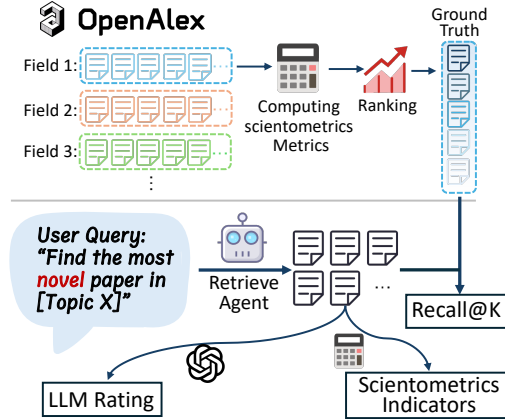 OpenAlex
Ground
Truth
Field 1:
Field 2:
Field 3:
Computing
scientometrics
Metrics
Ranking
User Query:
“Find the most
novel paper in
[Topic X]”
Retrieve
Agent
Recall@K
LLM Rating
Scientometrics
Indicators